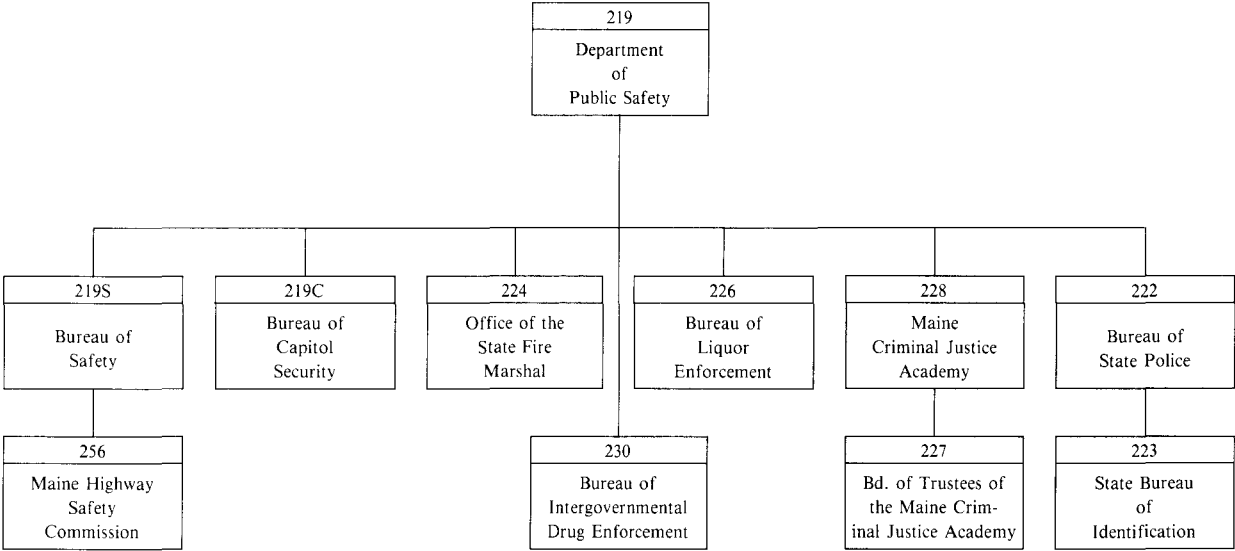 219
Department
of
Public Safety
219S
Bureau of
Safety
219C
Bureau of
Capitol
Security
224
Office of the
State Fire
Marshal
226
Bureau of
Liquor
Enforcement
228
Maine
Criminal Justice
Academy
222
Bureau of
State Police
256
Maine Highway
Safety
Commission
230
Bureau of
Intergovernmental
Drug Enforcement
227
Bd. of Trustees of
the Maine Crim-
inal Justice Academy
223
State Bureau
of
Identification